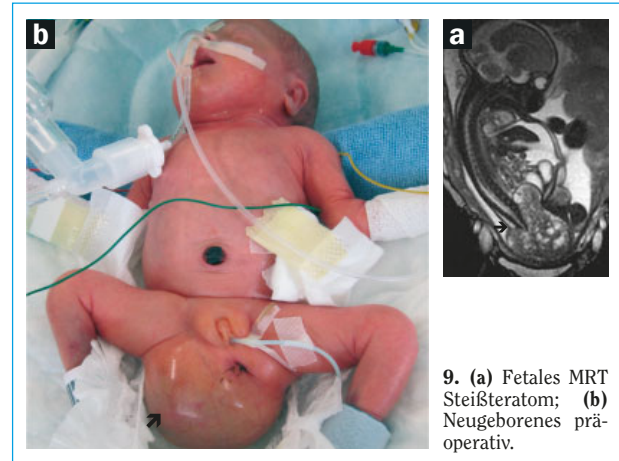 b
a
9. (a) Fetales MRT
Steißteratom; (b)
Neugeborenes prä-
operativ.